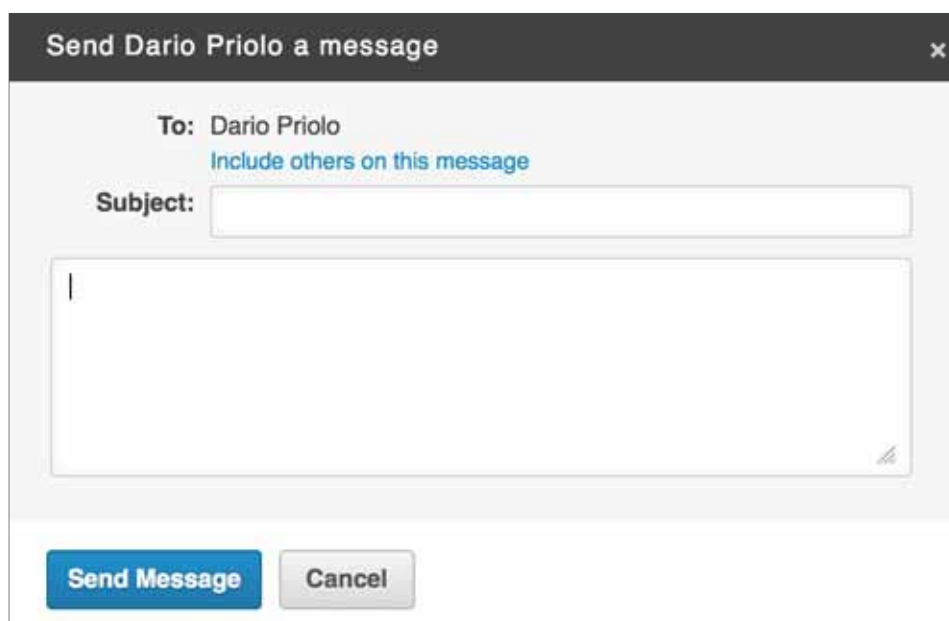 Send Dario Priolo a message ×
To: Dario Priolo
Include others on this message
Subject:
Send Message Cancel